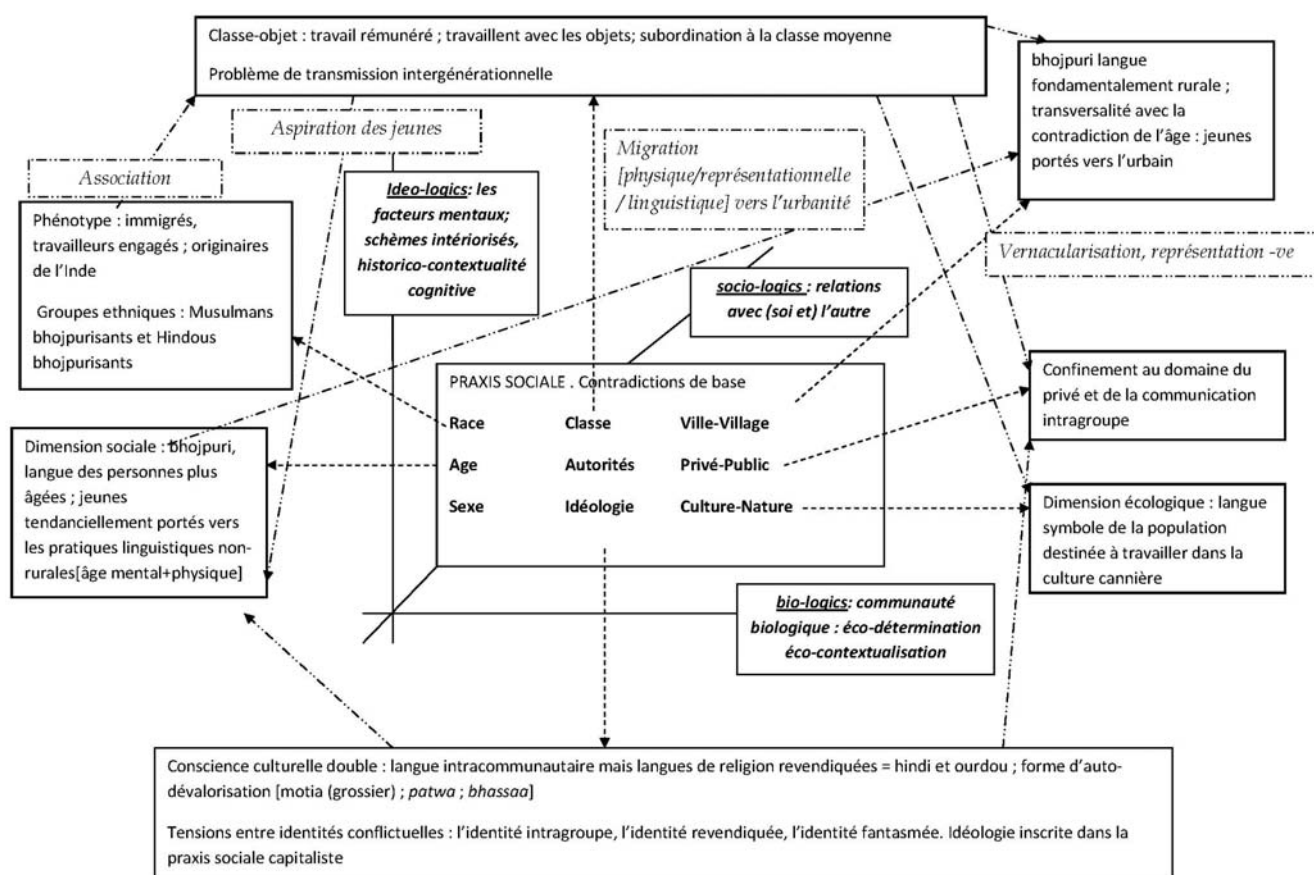 Classe-objet : travail rémunéré ; travaillent avec les objets; subordination à la classe moyenne
Problème de transmission intergénérationnelle
bhojpuri langue
fondamentalement rurale ;
transversalité avec la
contradiction de l’âge : jeunes
portés vers l’urbain
Aspiration des jeunes
Migration
[physique/représentationnelle
/ linguistique] vers l’urbanité
Association
Ideo-logics: les
facteurs mentaux;
schèmes intériorisés,
historico-contextualité
cognitive
Phénotype : immigrés,
travailleurs engagés ; originaires
de l’Inde
Groupes ethniques : Musulmans
bhojpurisants et Hindous
bhojpurisants
Vernacularisation, représentation -ve
socio-logics : relations
avec (soi et) l’autre
PRAXIS SOCIALE . Contradictions de base
Race Classe Ville-Village
Age Autorités Privé-Public
Sexe Idéologie Culture-Nature
Confinement au domaine du
privé et de la communication
intragroupe
Dimension sociale : bhojpuri,
langue des personnes plus
âgées ; jeunes
tendanciellement portés vers
les pratiques linguistiques non-
rurales[âge mental+physique]
Dimension écologique : langue
symbole de la population
destinée à travailler dans la
culture cannière
bio-logics: communauté
biologique : éco-détermination
éco-contextualisation
Conscience culturelle double : langue intracommunautaire mais langues de religion revendiquées = hindi et ourdou ; forme d’auto-
dévalorisation [motia (grossier) ; patwa ; bhassaa]
Tensions entre identités conflictuelles : l’identité intragroupe, l’identité revendiquée, l’identité fantasmée. Idéologie inscrite dans la
praxis sociale capitaliste